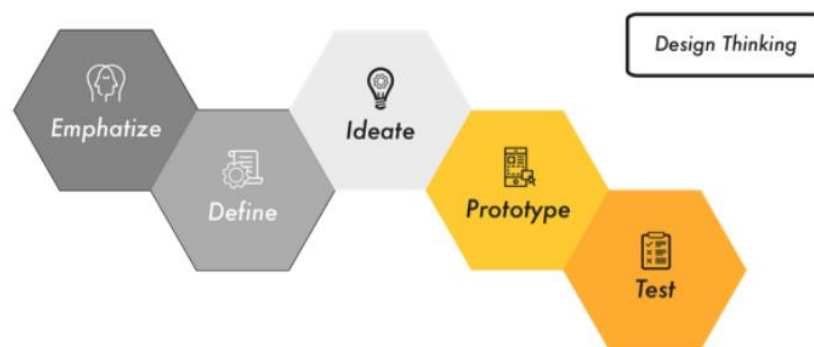 Design Thinking
Emphatize
Define
Ideate
Prototype
Test